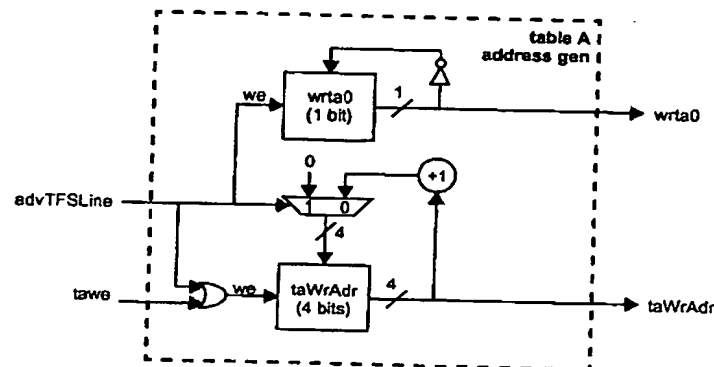 table A
address gen
we
wrta0
(1 bit)
1
wrta0
0
+1
advTFSLine
1 0
4
tawe
we
taWrAdr
(4 bits)
4
taWrAdr